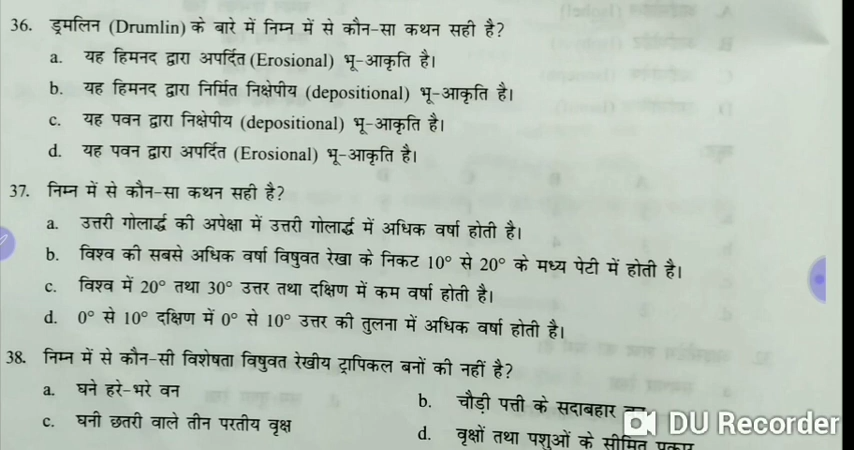 36. ड्रमलिन (Drumlin) के बारे में निम्न में से कौन-सा कथन सही है?
a. यह हिमनद द्वारा अपर्दित (Erosional) भू-आकृति है।
b. यह हिमनद द्वारा निर्मित निक्षेपीय (depositional) भू-आकृति है।
c. यह पवन द्वारा निक्षेपीय (depositional) भू-आकृति है।
d. यह पवन द्वारा अपर्दित (Erosional) भू-आकृति है।
37. निम्न में से कौन-सा कथन सही है?
a. उत्तरी गोलार्द्ध की अपेक्षा में उत्तरी गोलार्द्ध में अधिक वर्षा होती है।
b. विश्व की सबसे अधिक वर्षा विषुवत रेखा के निकट 10° से 20° के मध्य पेटी में होती है।
c. विश्व में 20° तथा 30° उत्तर तथा दक्षिण में कम वर्षा होती है।
d. 0° से 10° दक्षिण में 0° से 10° उत्तर की तुलना में अधिक वर्षा होती है।
38. निम्न में से कौन-सी विशेषता विषुवत रेखीय ट्रापिकल बनों की नहीं है?
a. घने हरे-भरे वन
b. चौड़ी पत्ती के सदाबहार
c. घनी छतरी वाले तीन परतीय वृक्ष
d. वृक्षों तथा पशुओं के सीमित
DU Recorder